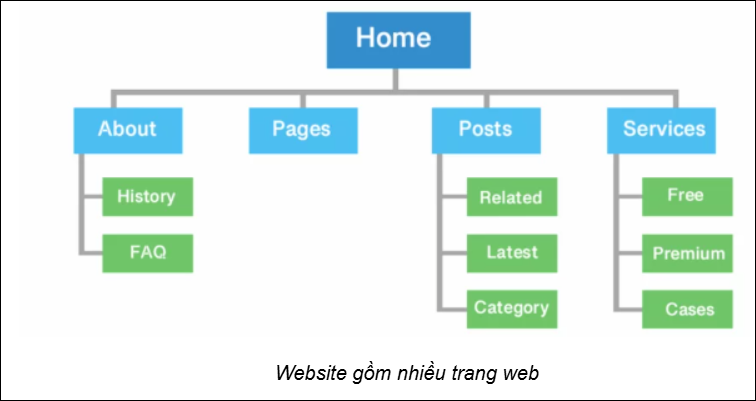 Home
About
Pages
Posts
Services
History
Related
Free
FAQ
Latest
Premium
Category
Cases
Website gồm nhiều trang web